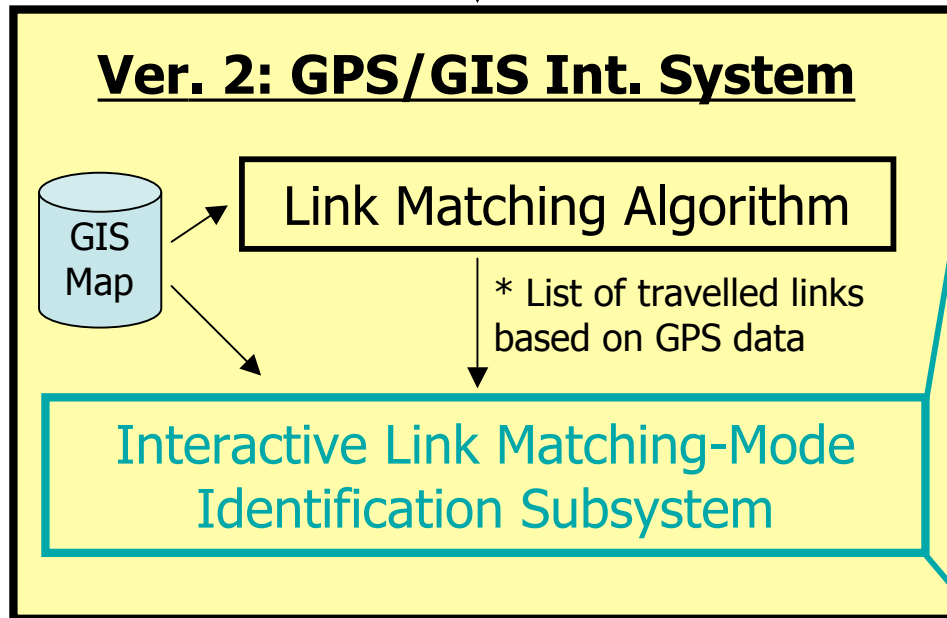 Ver. 2: GPS/GIS Int. System
GIS
Map
Link Matching Algorithm
* List of travelled links
based on GPS data
Interactive Link Matching-Mode
Identification Subsystem